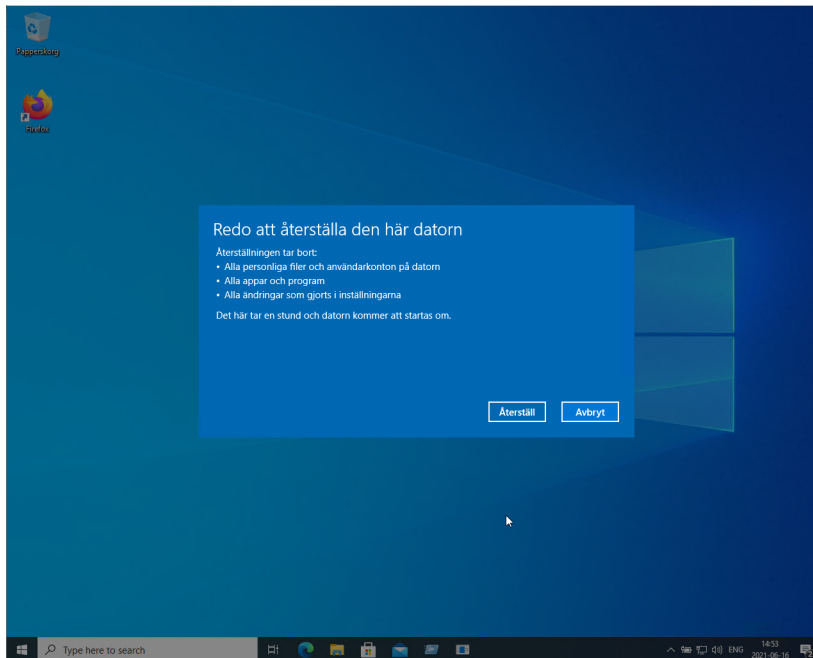 Papperskorg
Firefox
Redo att återställa den här datorn
Återställningen tar bort:
• Alla personliga filer och användarkonton på datorn
• Alla appar och program
• Alla ändringar som gjorts i inställningarna
Det här tar en stund och datorn kommer att startas om.
Återställ Avbryt
Type here to search ENG 14:53
2021-06-16 2